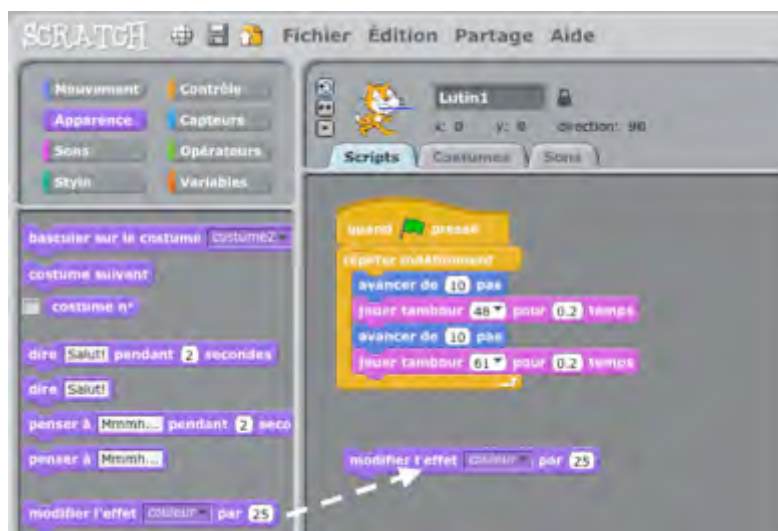 SCRATCH Fichier Édition Partage Aide
Mouvement Contrôle
Apparence Capteurs
Sons Opérateurs
Stylo Variables
Lutin1
x: 0 y: 0 direction: 90
Scripts Costumes Sons
basculer sur le costume costume2
costume suivant
costume n°
dire Salut! pendant 2 secondes
dire Salut!
penser à Mmmh... pendant 2 seco
penser à Mmmh...
modifier l'effet couleur par 25
quand pressé
répéter indéfiniment
avancer de 10 pas
jouer tambour 48 pour 0.2 temps
avancer de 10 pas
jouer tambour 61 pour 0.2 temps
modifier l'effet couleur par 25